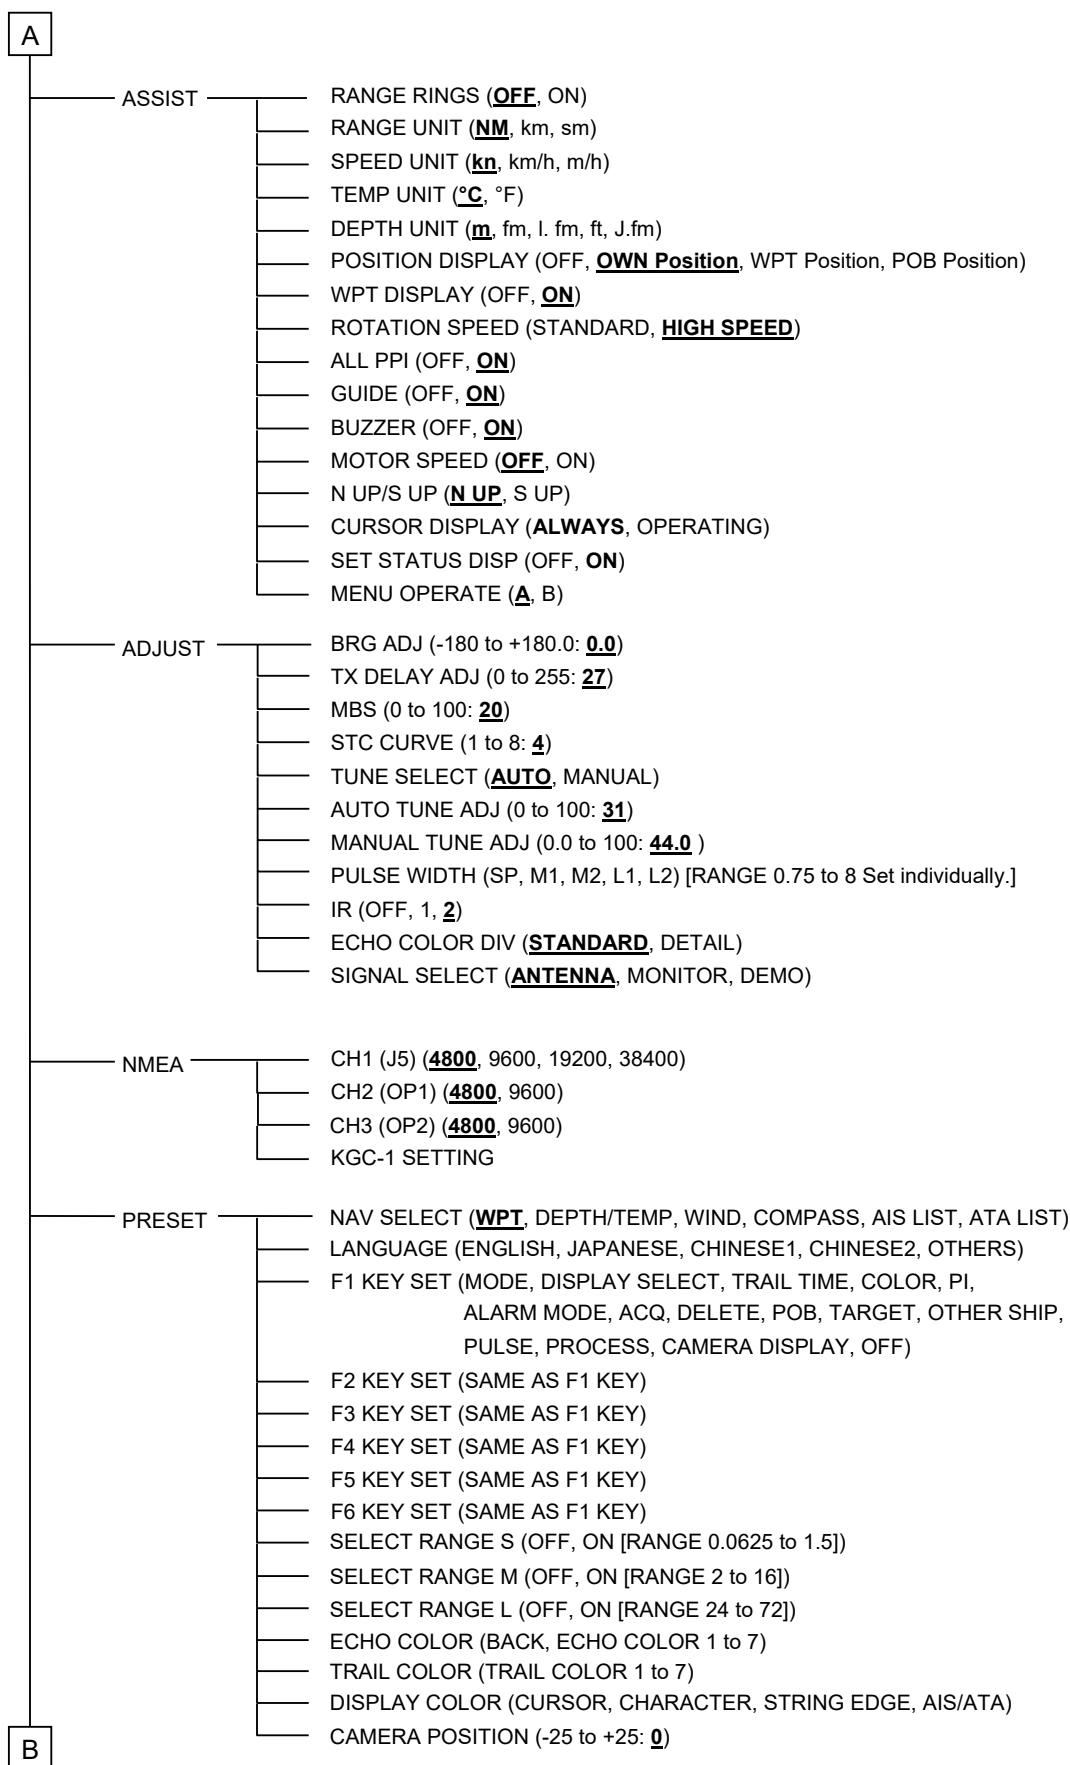 A
ASSIST
RANGE RINGS (OFF, ON)
RANGE UNIT (NM, km, sm)
SPEED UNIT (kn, km/h, m/h)
TEMP UNIT (°C, °F)
DEPTH UNIT (m, fm, I. fm, ft, J.fm)
POSITION DISPLAY (OFF, OWN Position, WPT Position, POB Position)
WPT DISPLAY (OFF, ON)
ROTATION SPEED (STANDARD, HIGH SPEED)
ALL PPI (OFF, ON)
GUIDE (OFF, ON)
BUZZER (OFF, ON)
MOTOR SPEED (OFF, ON)
N UP/S UP (N UP, S UP)
CURSOR DISPLAY (ALWAYS, OPERATING)
SET STATUS DISP (OFF, ON)
MENU OPERATE (A, B)
ADJUST
BRG ADJ (-180 to +180.0: 0.0)
TX DELAY ADJ (0 to 255: 27)
MBS (0 to 100: 20)
STC CURVE (1 to 8: 4)
TUNE SELECT (AUTO, MANUAL)
AUTO TUNE ADJ (0 to 100: 31)
MANUAL TUNE ADJ (0.0 to 100: 44.0 )
PULSE WIDTH (SP, M1, M2, L1, L2) [RANGE 0.75 to 8 Set individually.]
IR (OFF, 1, 2)
ECHO COLOR DIV (STANDARD, DETAIL)
SIGNAL SELECT (ANTENNA, MONITOR, DEMO)
NMEA
CH1 (J5) (4800, 9600, 19200, 38400)
CH2 (OP1) (4800, 9600)
CH3 (OP2) (4800, 9600)
KGC-1 SETTING
PRESET
NAV SELECT (WPT, DEPTH/TEMP, WIND, COMPASS, AIS LIST, ATA LIST)
LANGUAGE (ENGLISH, JAPANESE, CHINESE1, CHINESE2, OTHERS)
F1 KEY SET (MODE, DISPLAY SELECT, TRAIL TIME, COLOR, PI,
ALARM MODE, ACQ, DELETE, POB, TARGET, OTHER SHIP,
PULSE, PROCESS, CAMERA DISPLAY, OFF)
F2 KEY SET (SAME AS F1 KEY)
F3 KEY SET (SAME AS F1 KEY)
F4 KEY SET (SAME AS F1 KEY)
F5 KEY SET (SAME AS F1 KEY)
F6 KEY SET (SAME AS F1 KEY)
SELECT RANGE S (OFF, ON [RANGE 0.0625 to 1.5])
SELECT RANGE M (OFF, ON [RANGE 2 to 16])
SELECT RANGE L (OFF, ON [RANGE 24 to 72])
ECHO COLOR (BACK, ECHO COLOR 1 to 7)
TRAIL COLOR (TRAIL COLOR 1 to 7)
DISPLAY COLOR (CURSOR, CHARACTER, STRING EDGE, AIS/ATA)
CAMERA POSITION (-25 to +25: 0)
B